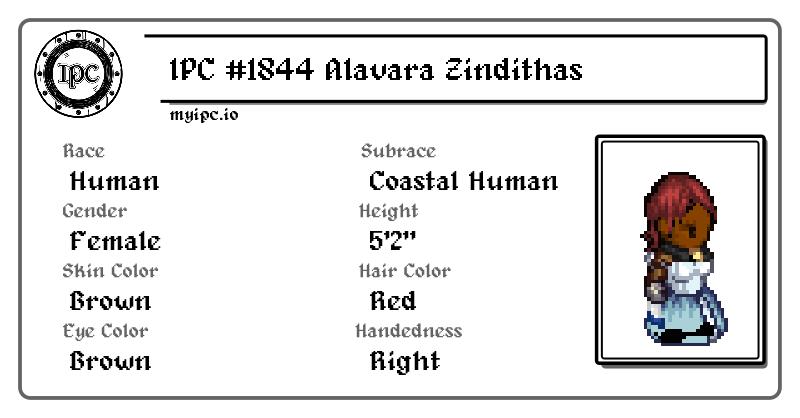 IPC
IPC #1844 Alavara Zindithas
myipc.io
Race
Human
Subrace
Coastal Human
Gender
Female
Height
5'2"
Skin Color
Brown
Hair Color
Red
Eye Color
Brown
Handedness
Right